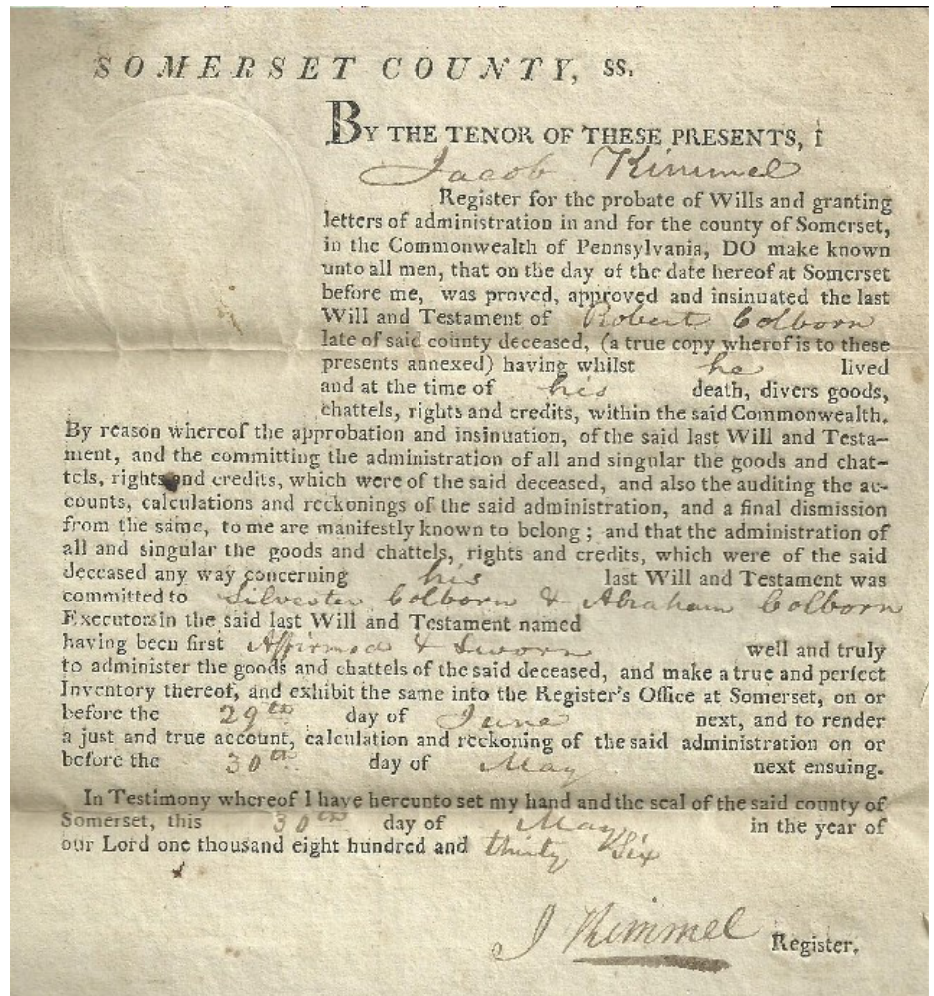 SOMERSET COUNTY, SS.
BY THE TENOR OF THESE PRESENTS, I
Jacob Kimmel
Register for the probate of Wills and granting
letters of administration in and for the county of Somerset,
in the Commonwealth of Pennsylvania, DO make known
unto all men, that on the day of the date hereof at Somerset
before me, was proved, approved and insinuated the last
Will and Testament of Robert Colborn
late of said county deceased, (a true copy wherof is to these
presents annexed) having whilst he lived
and at the time of his death, divers goods,
chattels, rights and credits, within the said Commonwealth.
By reason whereof the approbation and insinuation, of the said last Will and Testa-
ment, and the committing the administration of all and singular the goods and chat-
tels, rights and credits, which were of the said deceased, and also the auditing the ac-
counts, calculations and reckonings of the said administration, and a final dismission
from the same, to me are manifestly known to belong; and that the administration of
all and singular the goods and chattels, rights and credits, which were of the said
deceased any way concerning his last Will and Testament was
committed to Silvester Colborn & Abraham Colborn
Executors in the said last Will and Testament named
having been first Affirmed & Sworn well and truly
to administer the goods and chattels of the said deceased, and make a true and perfect
Inventory thereof, and exhibit the same into the Register's Office at Somerset, on or
before the 29th day of June next, and to render
a just and true account, calculation and reckoning of the said administration on or
before the 30th day of May next ensuing.
In Testimony whereof I have hereunto set my hand and the seal of the said county of
Somerset, this 30th day of May in the year of
our Lord one thousand eight hundred and thirty Six
J Kimmel Register.